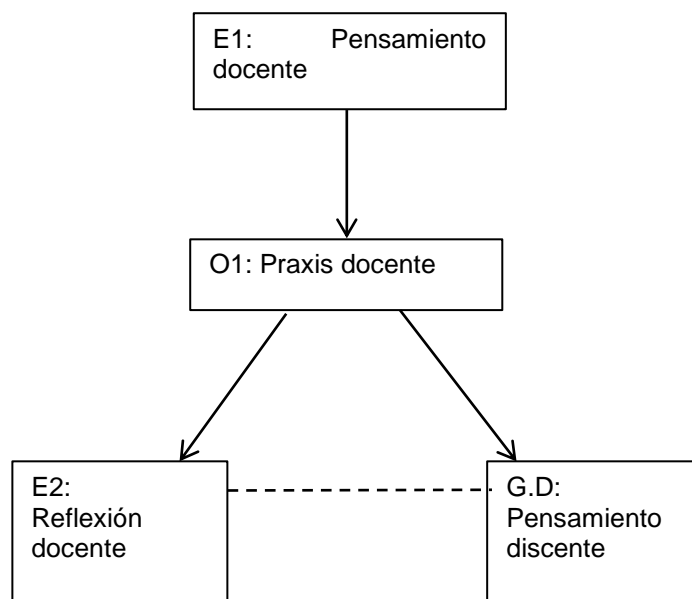 E1: Pensamiento
docente
O1: Praxis docente
E2:
Reflexión
docente
G.D:
Pensamiento
discente